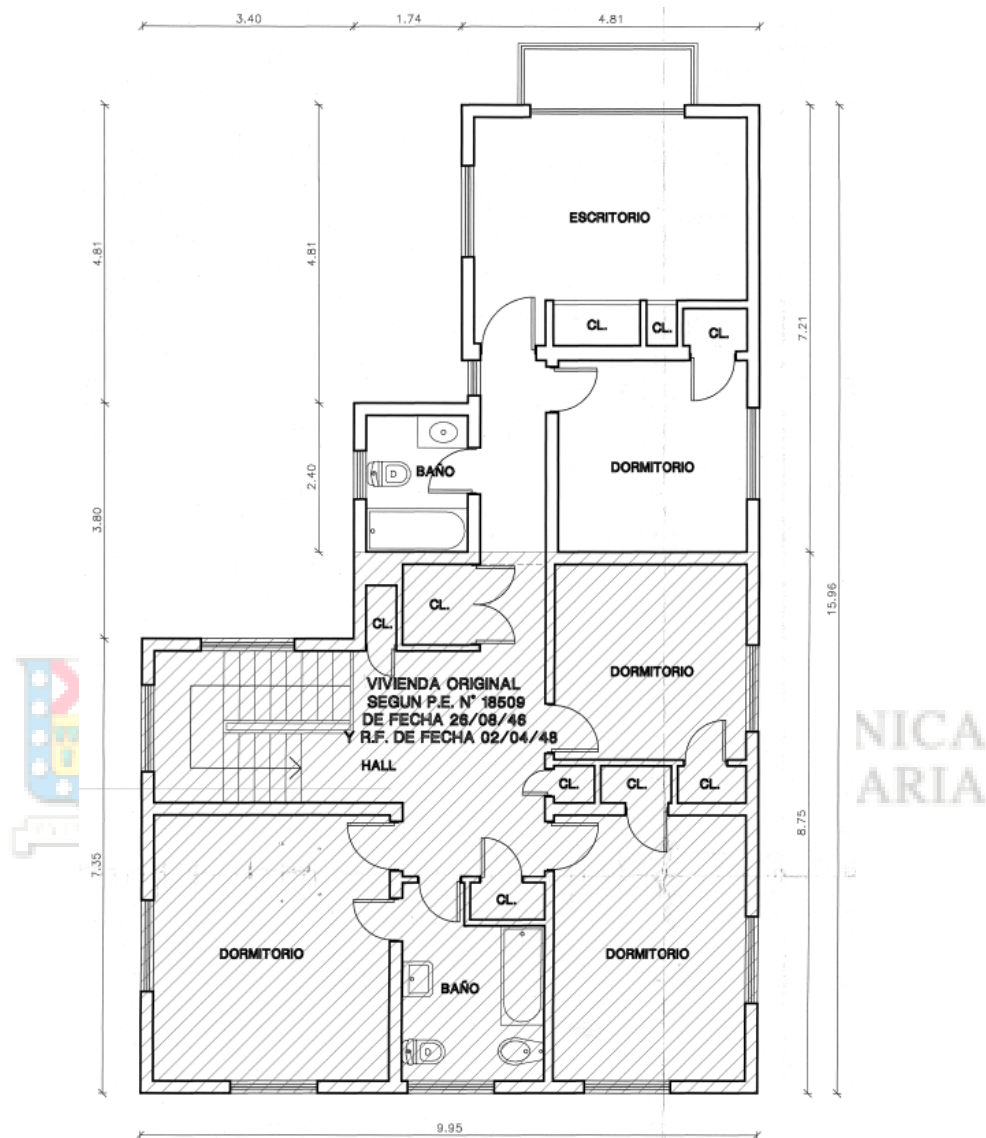 3.40
1.74
4.81
4.81
4.81
ESCRITORIO
7.21
CL.
CL.
CL.
2.40
BAÑO
DORMITORIO
3.80
15.96
CL.
CL.
DORMITORIO
VIVIENDA ORIGINAL
SEGUN P.E. N° 18509
DE FECHA 26/08/46
Y R.F. DE FECHA 02/04/48
HALL
NICA
ARIA
CL.
CL.
CL.
8.75
7.35
CL.
DORMITORIO
BAÑO
DORMITORIO
9.95